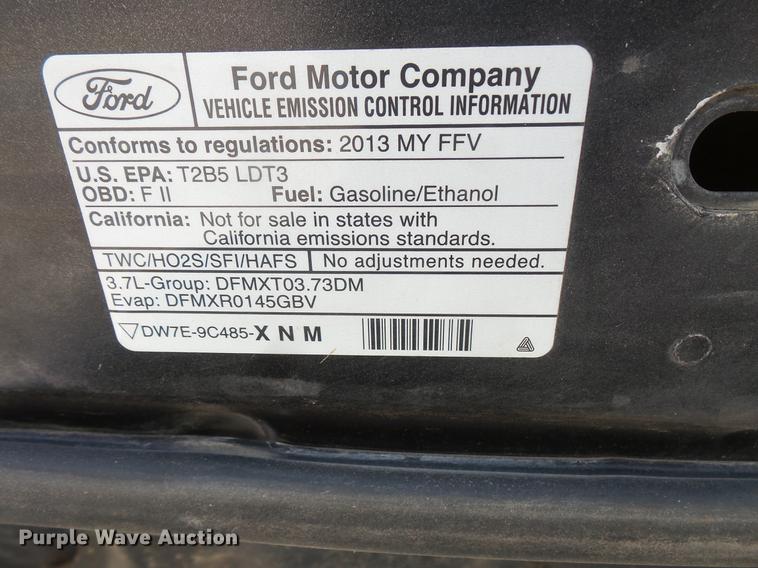 Ford
Ford Motor Company
VEHICLE EMISSION CONTROL INFORMATION
Conforms to regulations: 2013 MY FFV
U.S. EPA: T2B5 LDT3
OBD: F II Fuel: Gasoline/Ethanol
California: Not for sale in states with
California emissions standards.
TWC/HO2S/SFI/HAFS No adjustments needed.
3.7L-Group: DFMXT03.73DM
Evap: DFMXR0145GBV
DW7E-9C485-X N M
Purple Wave Auction